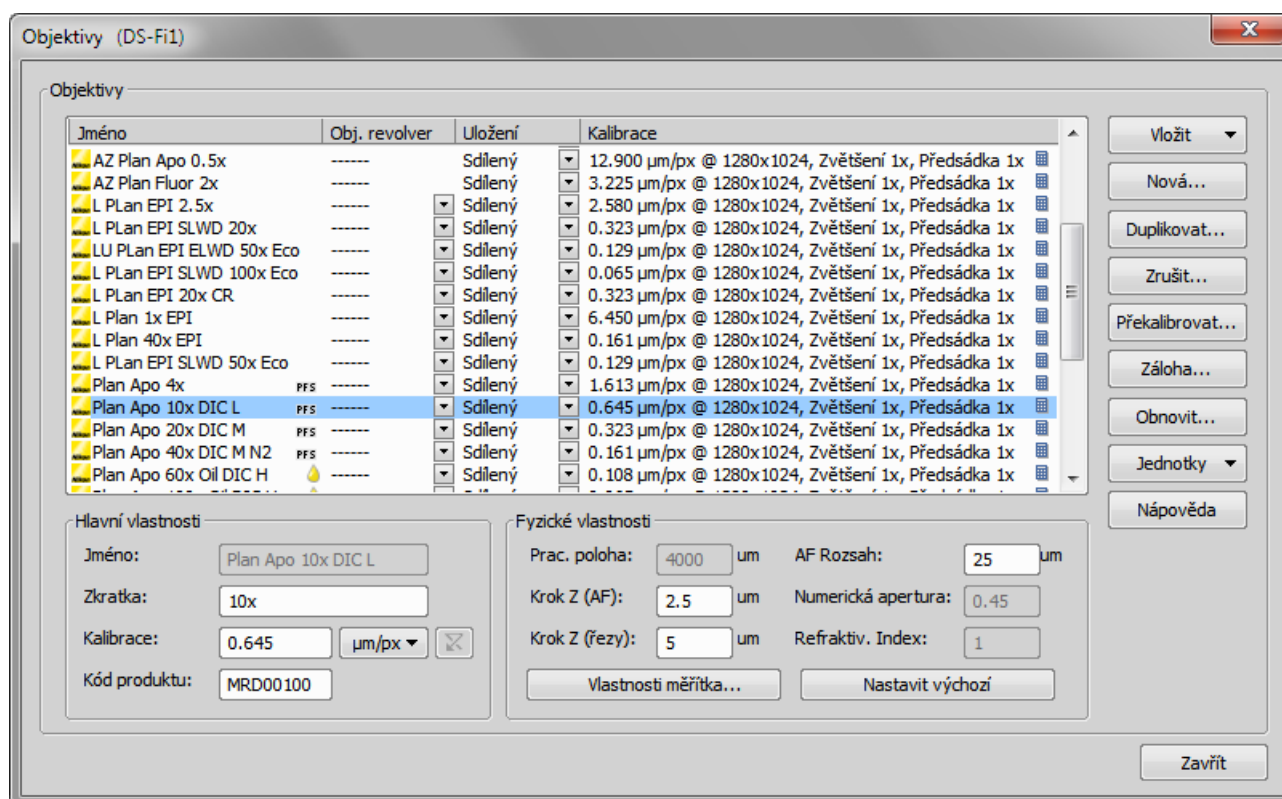 Objektivy (DS-Fi1)
Objektivy
Jméno Obj. revolver Uložení Kalibrace
AZ Plan Apo 0.5x ------ Sdílený 12.900 µm/px @ 1280x1024, Zvětšení 1x, Předsádka 1x
AZ Plan Fluor 2x ------ Sdílený 3.225 µm/px @ 1280x1024, Zvětšení 1x, Předsádka 1x
L PLan EPI 2.5x ------ Sdílený 2.580 µm/px @ 1280x1024, Zvětšení 1x, Předsádka 1x
L PLan EPI SLWD 20x ------ Sdílený 0.323 µm/px @ 1280x1024, Zvětšení 1x, Předsádka 1x
LU PLan EPI ELWD 50x Eco ------ Sdílený 0.129 µm/px @ 1280x1024, Zvětšení 1x, Předsádka 1x
L PLan EPI SLWD 100x Eco ------ Sdílený 0.065 µm/px @ 1280x1024, Zvětšení 1x, Předsádka 1x
L PLan EPI 20x CR ------ Sdílený 0.323 µm/px @ 1280x1024, Zvětšení 1x, Předsádka 1x
L Plan 1x EPI ------ Sdílený 6.450 µm/px @ 1280x1024, Zvětšení 1x, Předsádka 1x
L Plan 40x EPI ------ Sdílený 0.161 µm/px @ 1280x1024, Zvětšení 1x, Předsádka 1x
L PLan EPI SLWD 50x Eco ------ Sdílený 0.129 µm/px @ 1280x1024, Zvětšení 1x, Předsádka 1x
Plan Apo 4x PFS ------ Sdílený 1.613 µm/px @ 1280x1024, Zvětšení 1x, Předsádka 1x
Plan Apo 10x DIC L PFS ------ Sdílený 0.645 µm/px @ 1280x1024, Zvětšení 1x, Předsádka 1x
Plan Apo 20x DIC M PFS ------ Sdílený 0.323 µm/px @ 1280x1024, Zvětšení 1x, Předsádka 1x
Plan Apo 40x DIC M N2 PFS ------ Sdílený 0.161 µm/px @ 1280x1024, Zvětšení 1x, Předsádka 1x
Plan Apo 60x Oil DIC H ------ Sdílený 0.108 µm/px @ 1280x1024, Zvětšení 1x, Předsádka 1x
Vložit
Nová...
Duplikovat...
Zrušit...
Překalibrovat...
Záloha...
Obnovit...
Jednotky
Nápověda
Hlavní vlastnosti
Jméno: Plan Apo 10x DIC L
Zkratka: 10x
Kalibrace: 0.645 µm/px
Kód produktu: MRD00100
Fyzické vlastnosti
Prac. poloha: 4000 um AF Rozsah: 25 um
Krok Z (AF): 2.5 um Numerická apertura: 0.45
Krok Z (řezy): 5 um Refraktiv. Index: 1
Vlastnosti měřítka... Nastavit výchozí
Zavřít